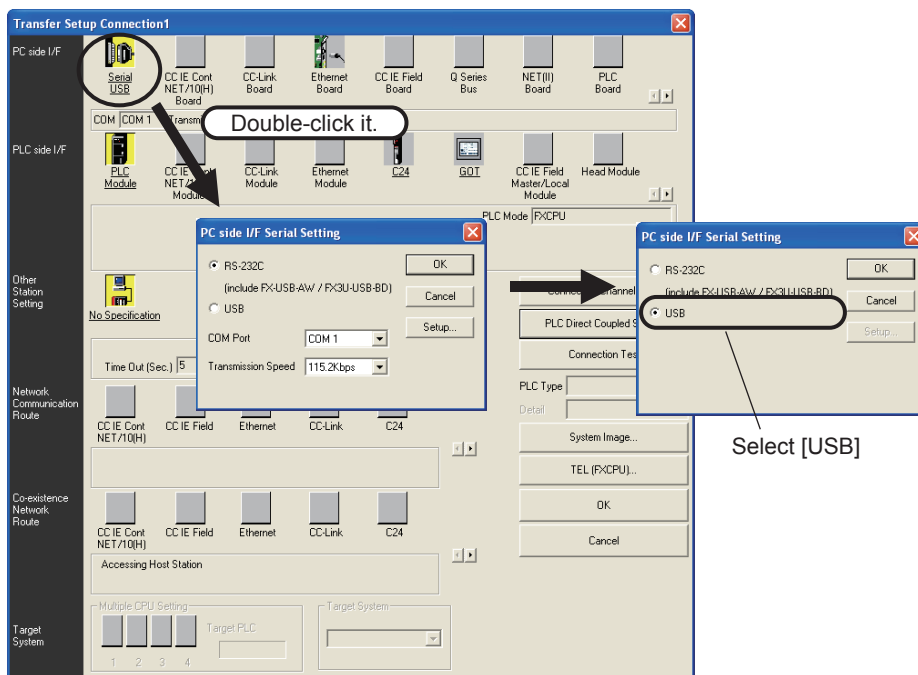 Transfer Setup Connection1
PC side I/F
Serial
USB
CC IE Cont
NET/10(H)
Board
CC-Link
Board
Ethernet
Board
CC IE Field
Board
Q Series
Bus
NET(II)
Board
PLC
Board
COM COM 1
Double-click it.
PLC side I/F
PLC
Module
CC IE Cont
Module
CC-Link
Module
Ethernet
Module
C24
GOT
CC IE Field
Master/Local
Module
Head Module
PLC Mode FXCPU
PC side I/F Serial Setting
RS-232C
(include FX-USB-AW / FX3U-USB-BD)
USB
COM Port COM 1
Transmission Speed 115.2Kbps
OK
Cancel
Setup...
PC side I/F Serial Setting
RS-232C
(include FX-USB-AW / FX3U-USB-BD)
USB
OK
Cancel
Setup...
Select [USB]
Other
Station
Setting
No Specification
Time Out (Sec.) 5
PLC Direct Coupled S
Connection Tes
PLC Type
Detail
System Image...
TEL (FXCPU)...
OK
Cancel
Network
Communication
Route
CC IE Cont
NET/10(H)
CC IE Field
Ethernet
CC-Link
C24
Co-existence
Network
Route
CC IE Cont
NET/10(H)
CC IE Field
Ethernet
CC-Link
C24
Accessing Host Station
Target
System
Multiple CPU Setting
Target PLC
1 2 3 4
Target System